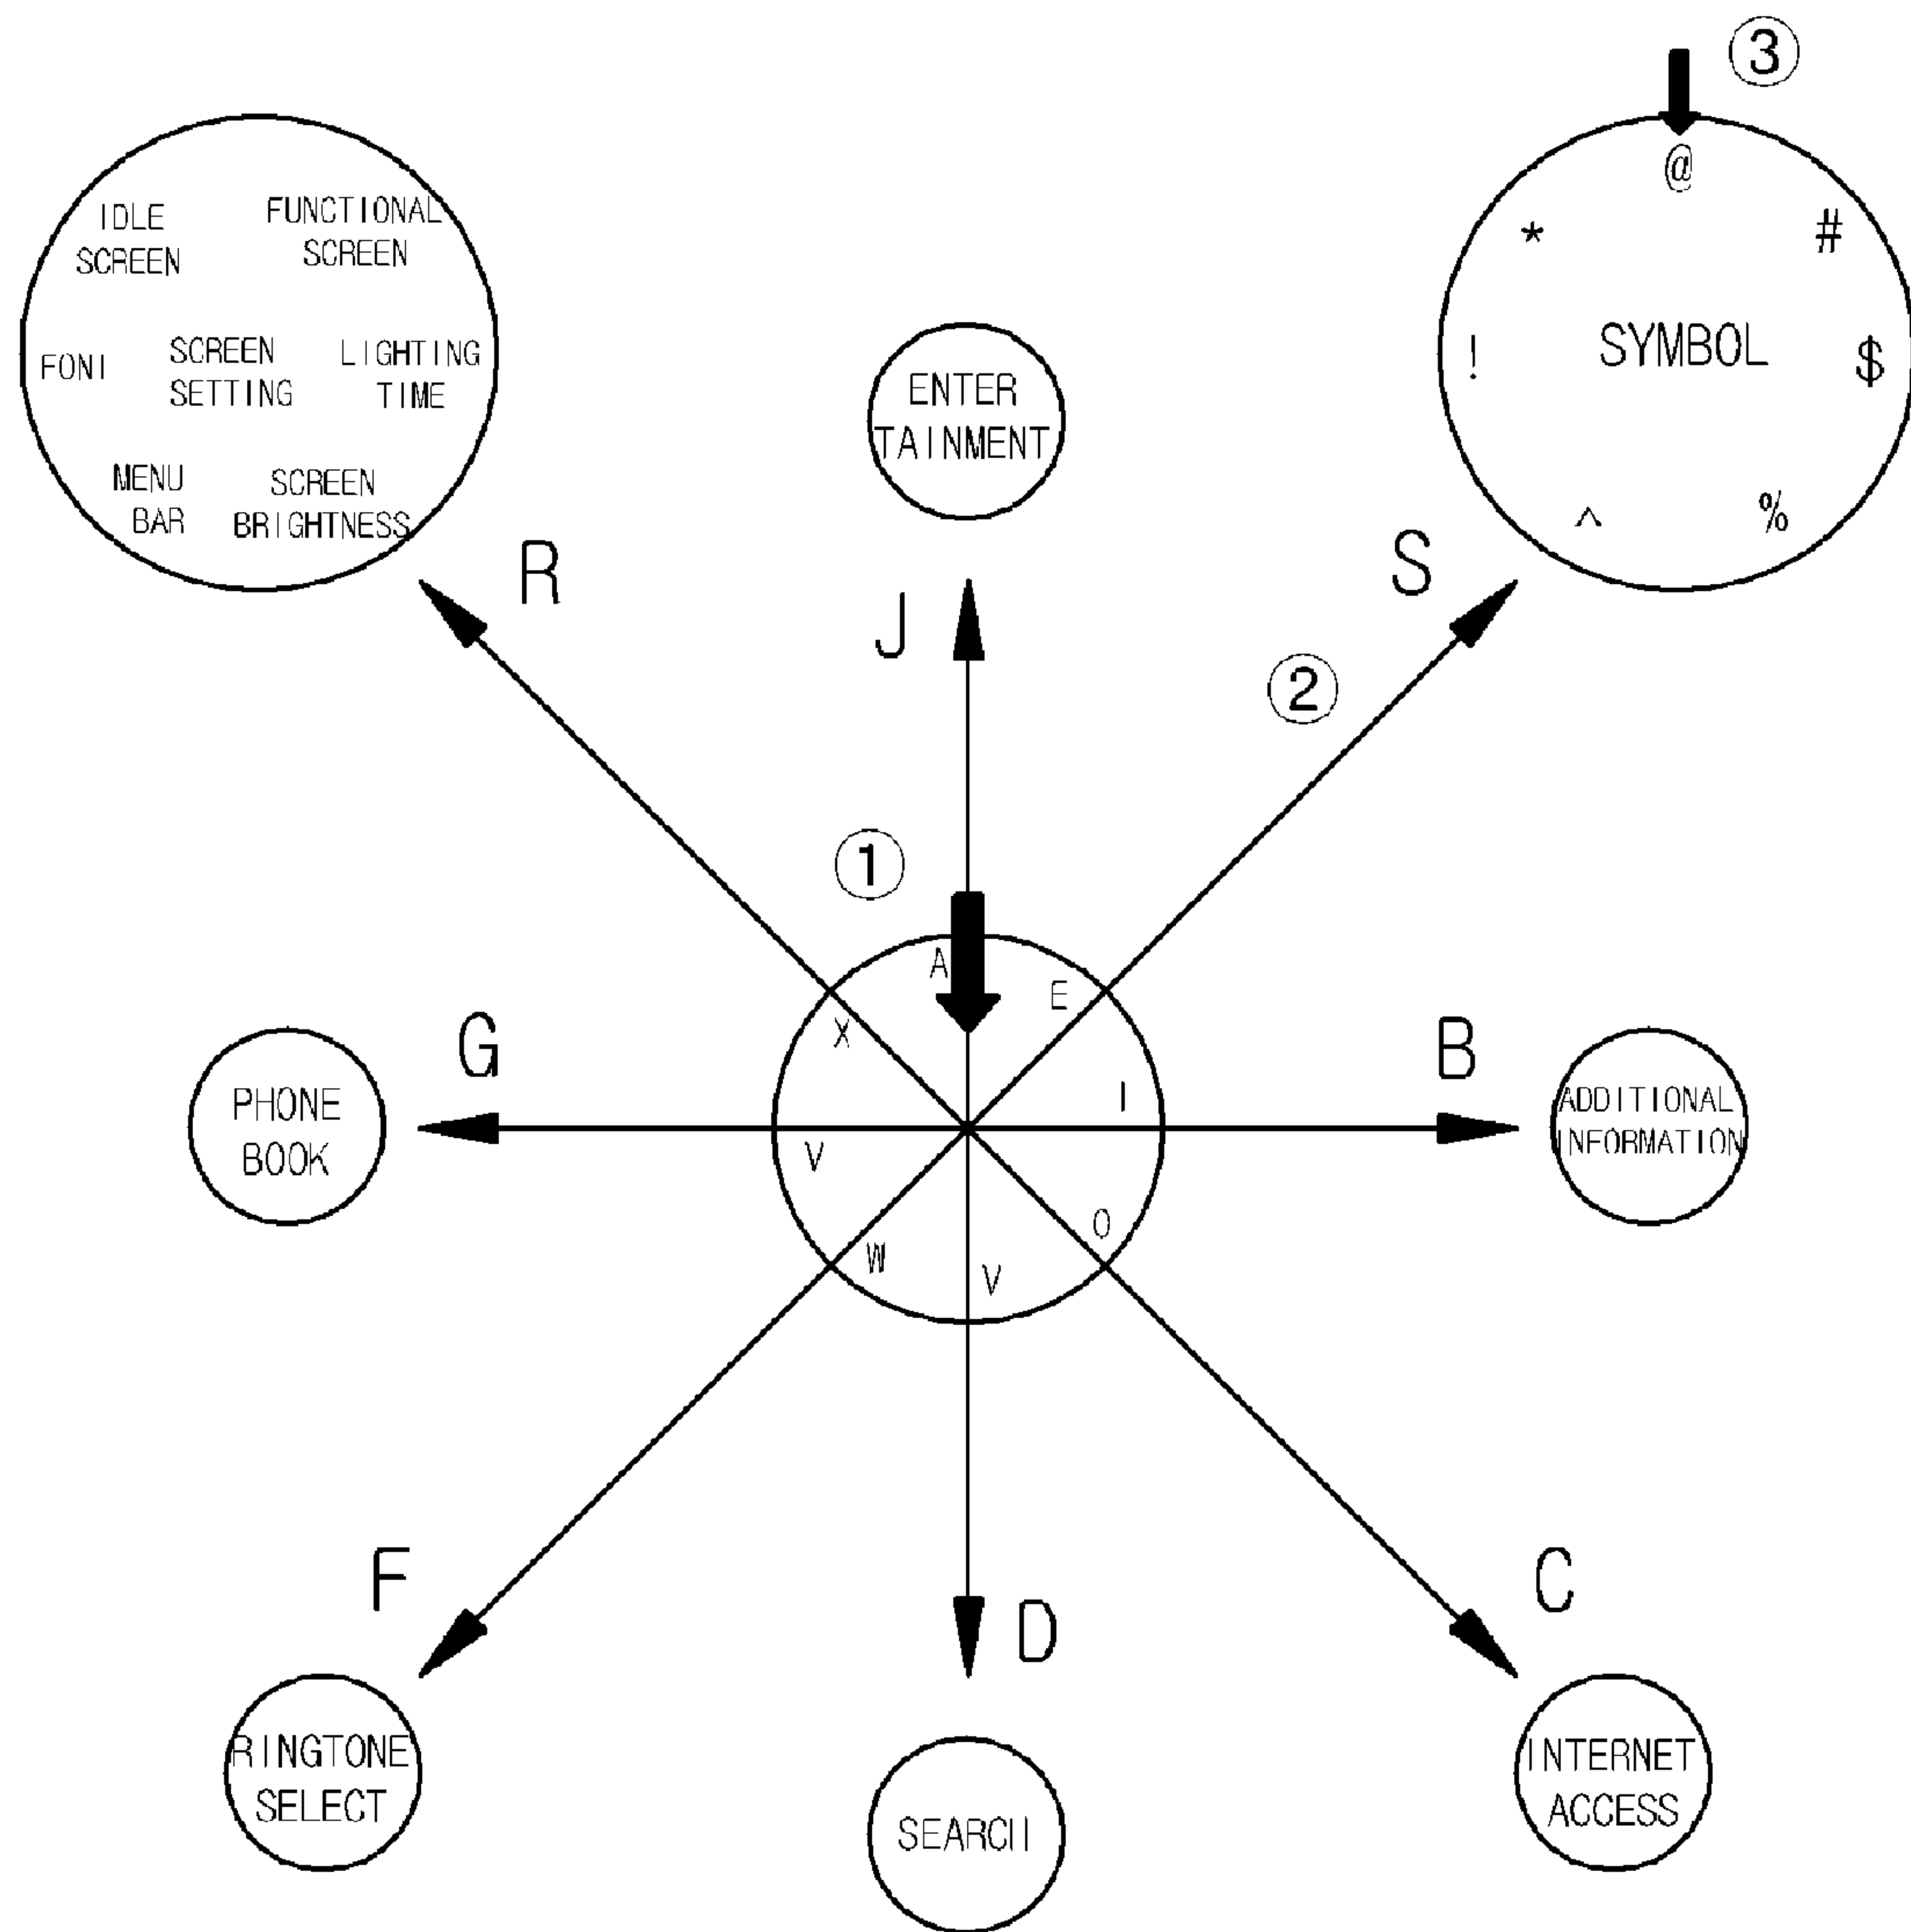 ③
@
*
#
!
SYMBOL
$
^
%
IDLE
SCREEN
FUNCTIONAL
SCREEN
FONI
SCREEN
SETTING
LIGHTING
TIME
MENU
BAR
SCREEN
BRIGHTNESS
ENTER
TAINMENT
R
J
S
②
①
A
E
X
I
V
O
W
V
G
B
PHONE
BOOK
ADDITIONAL
INFORMATION
F
D
C
RINGTONE
SELECT
SEARCH
INTERNET
ACCESS